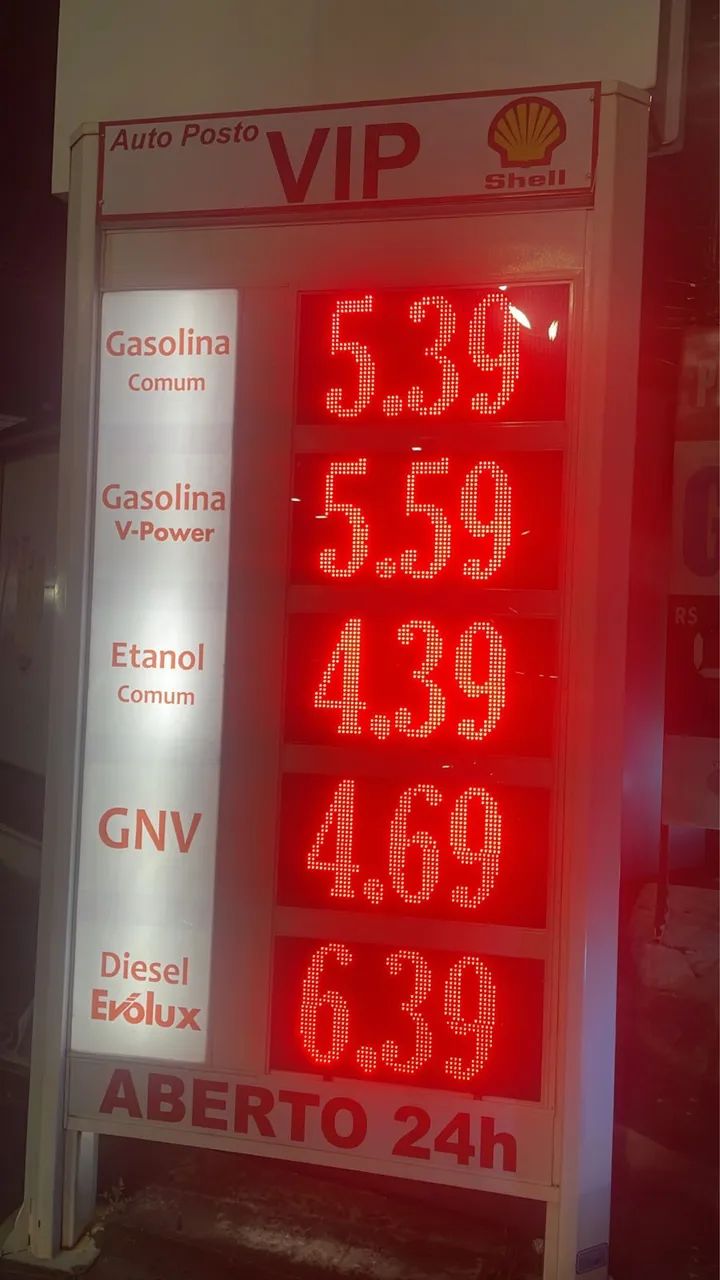 Auto Posto VIP
Shell
Gasolina 5.39
Comum
Gasolina 5.59
V-Power
Etanol 4.39
Comum
GNV 4.69
Diesel 6.39
Evolux
ABERTO 24h
RS